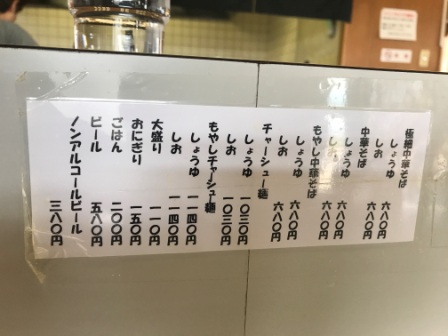 極細中華そば
しょうゆ 六八〇円
しお 六八〇円
中華そば
しょうゆ 六八〇円
しお 六八〇円
もやし中華そば
しょうゆ 六八〇円
しお 六八〇円
チャーシュー麺
しょうゆ 一〇三〇円
しお 一〇三〇円
もやしチャーシュー麺
しょうゆ 一一四〇円
しお 一一四〇円
大盛り 一一〇円
おにぎり 一五〇円
ごはん 二〇〇円
ビール 五八〇円
ノンアルコールビール 三八〇円